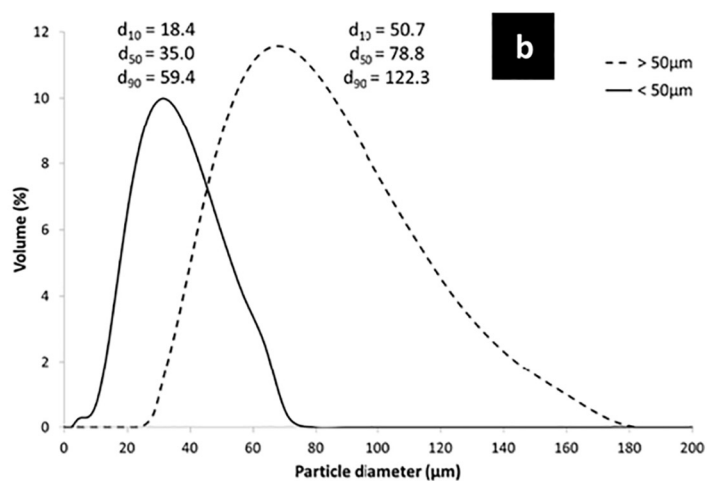 d10 = 18.4
d50 = 35.0
d90 = 59.4
d10 = 50.7
d50 = 78.8
d90 = 122.3
b
> 50μm
< 50μm
Volume (%)
12
10
8
6
4
2
0
0 20 40 60 80 100 120 140 160 180 200
Particle diameter (μm)